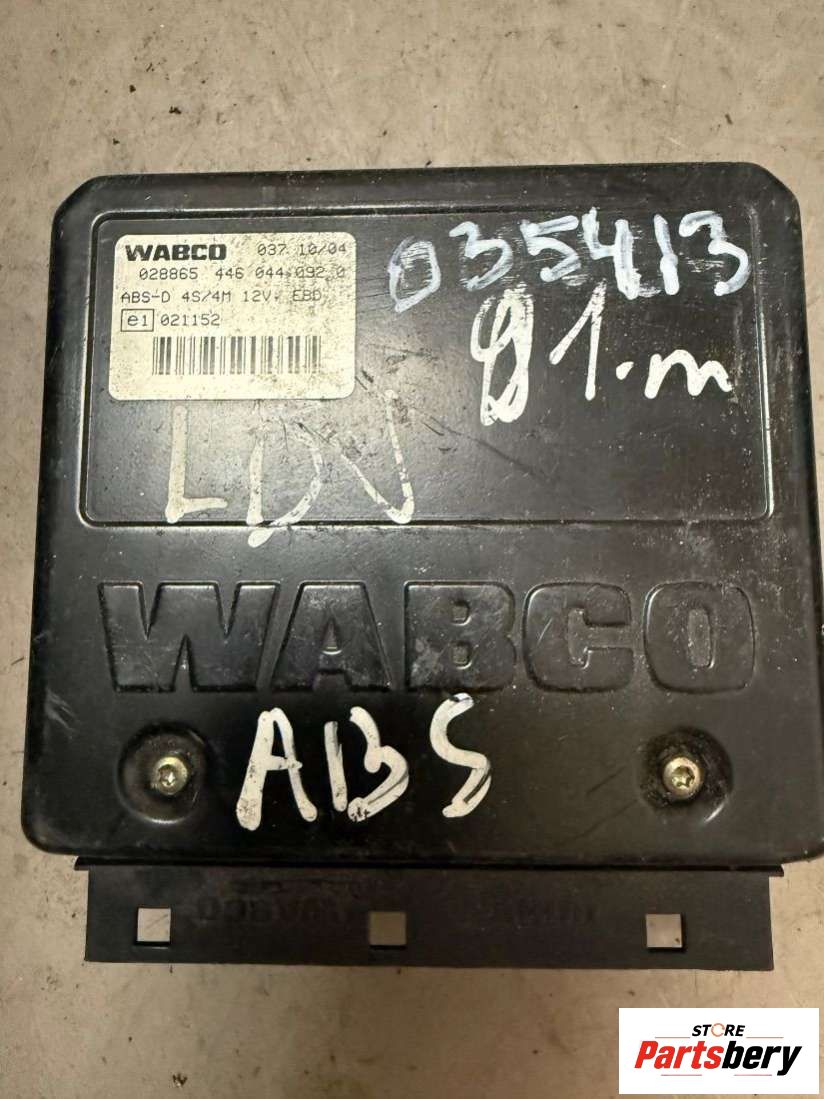 WABCO 037 10/04
028865 446 044 092 0
ABS-D 4S/4M 12V. EBD
e1 021152
035413
1.m
LDV
WABCO
ABS
STORE
Partsbery